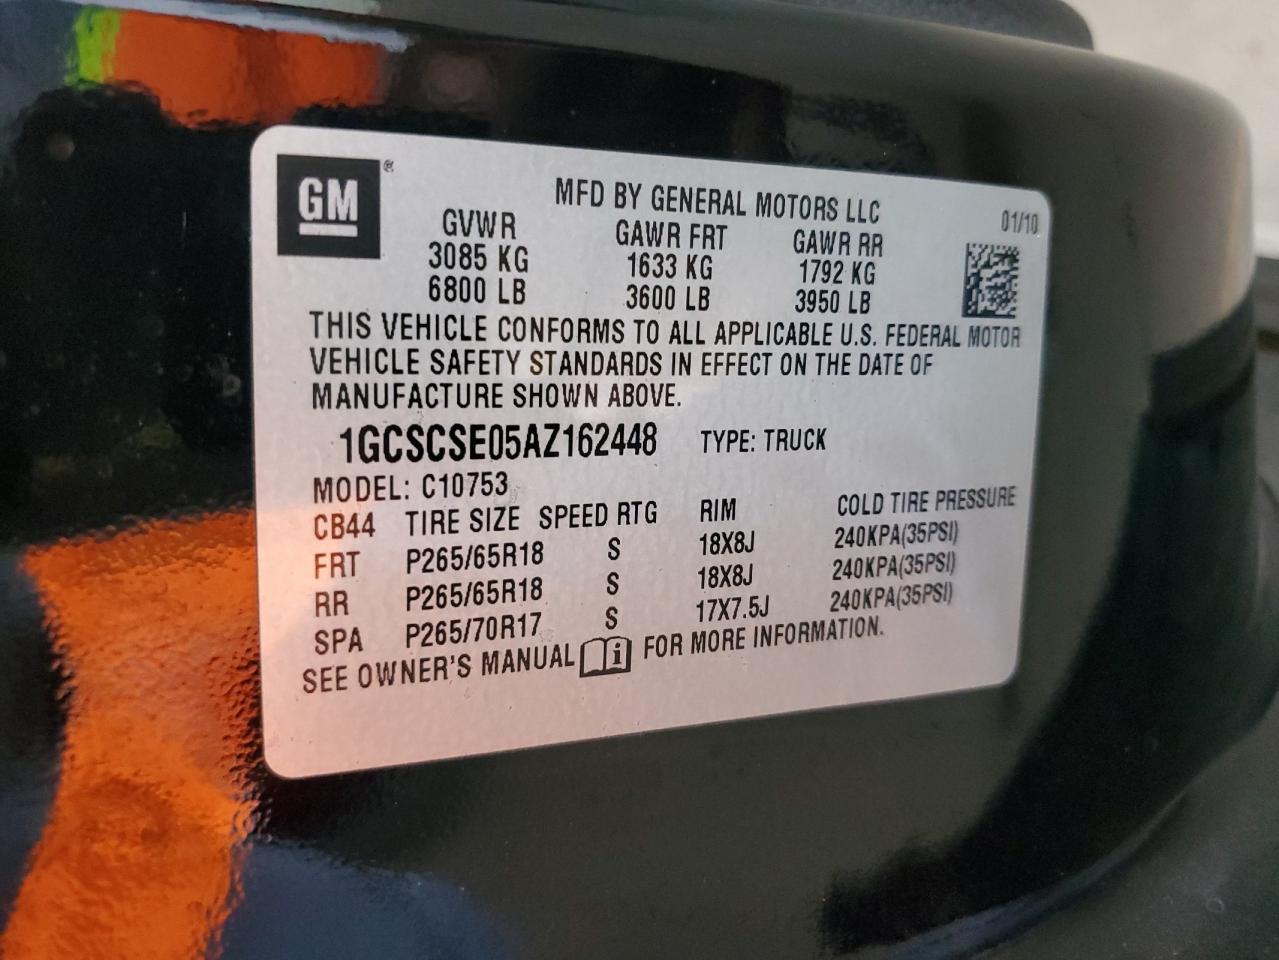 GM®
MFD BY GENERAL MOTORS LLC 01/10
GVWR GAWR FRT GAWR RR
3085 KG 1633 KG 1792 KG
6800 LB 3600 LB 3950 LB
THIS VEHICLE CONFORMS TO ALL APPLICABLE U.S. FEDERAL MOTOR
VEHICLE SAFETY STANDARDS IN EFFECT ON THE DATE OF
MANUFACTURE SHOWN ABOVE.
1GCSCSE05AZ162448 TYPE: TRUCK
MODEL: C10753
CB44 TIRE SIZE SPEED RTG RIM COLD TIRE PRESSURE
FRT P265/65R18 S 18X8J 240KPA(35PSI)
RR P265/65R18 S 18X8J 240KPA(35PSI)
SPA P265/70R17 S 17X7.5J 240KPA(35PSI)
SEE OWNER'S MANUAL i FOR MORE INFORMATION.